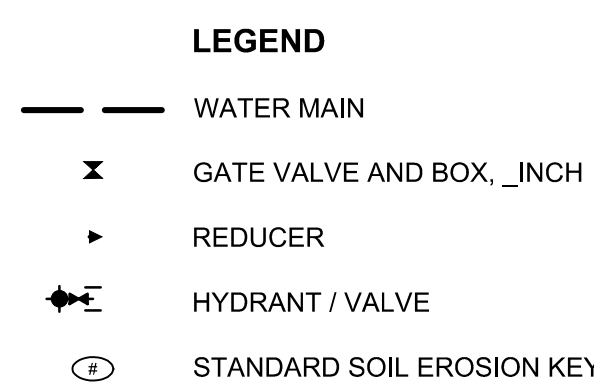 LEGEND
WATER MAIN
GATE VALVE AND BOX, _INCH
REDUCER
HYDRANT / VALVE
# STANDARD SOIL EROSION KEY